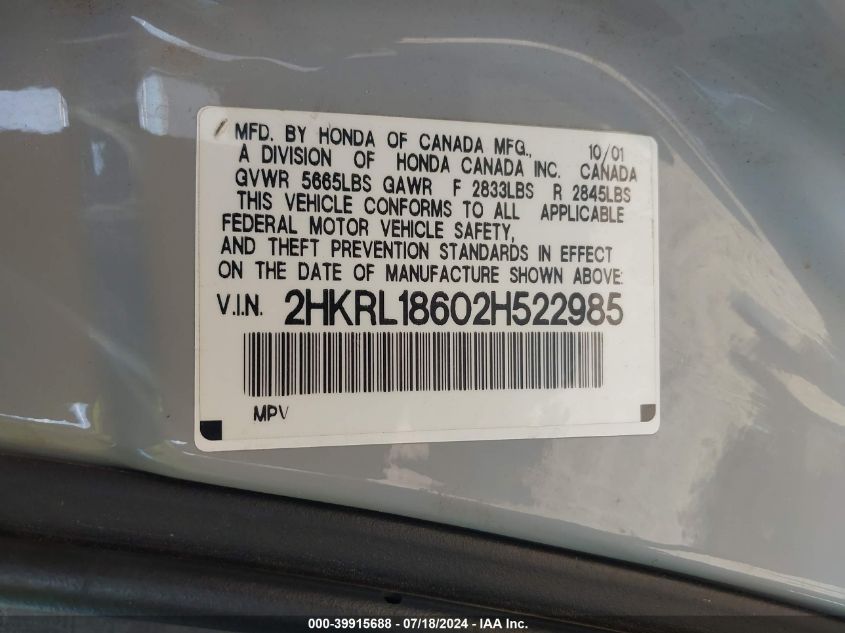 MFD. BY HONDA OF CANADA MFG., 10/01
A DIVISION OF HONDA CANADA INC. CANADA
GVWR 5665LBS GAWR F 2833LBS R 2845LBS
THIS VEHICLE CONFORMS TO ALL APPLICABLE
FEDERAL MOTOR VEHICLE SAFETY,
AND THEFT PREVENTION STANDARDS IN EFFECT
ON THE DATE OF MANUFACTURE SHOWN ABOVE.
V.I.N. 2HKRL18602H522985
MPV
000-39915688 - 07/18/2024 - IAA Inc.